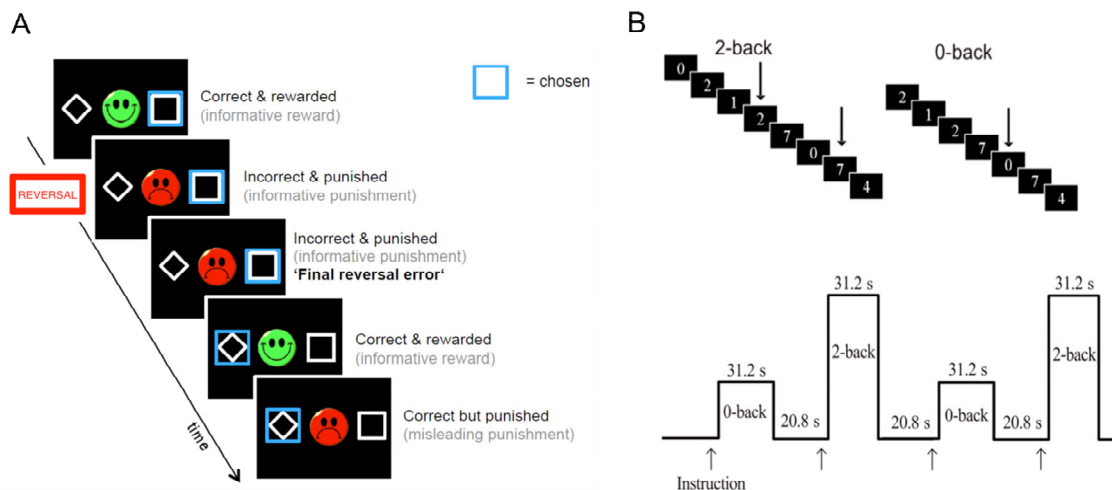 A
= chosen
Correct & rewarded
(informative reward)
REVERSAL
Incorrect & punished
(informative punishment)
Incorrect & punished
(informative punishment)
'Final reversal error'
Correct & rewarded
(informative reward)
Correct but punished
(misleading punishment)
time
B
2-back
0-back
0
2
1
2
7
0
7
4
2
1
2
7
0
7
4
31.2 s
31.2 s
2-back
2-back
31.2 s
31.2 s
0-back
20.8 s
20.8 s
0-back
20.8 s
Instruction